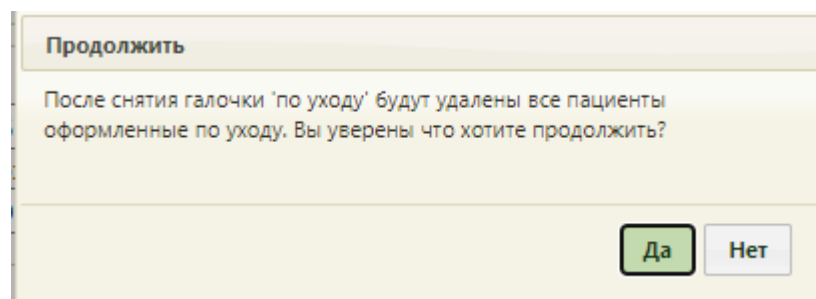 Продолжить
После снятия галочки 'по уходу' будут удалены все пациенты
оформленные по уходу. Вы уверены что хотите продолжить?
Да Нет